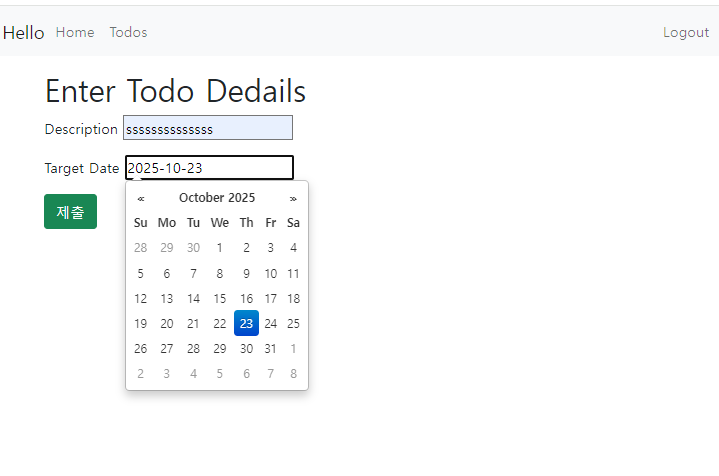 Hello Home Todos Logout
Enter Todo Dedails
Description ssssssssssssss
Target Date 2025-10-23
제출
« October 2025 »
Su Mo Tu We Th Fr Sa
28 29 30 1 2 3 4
5 6 7 8 9 10 11
12 13 14 15 16 17 18
19 20 21 22 23 24 25
26 27 28 29 30 31 1
2 3 4 5 6 7 8